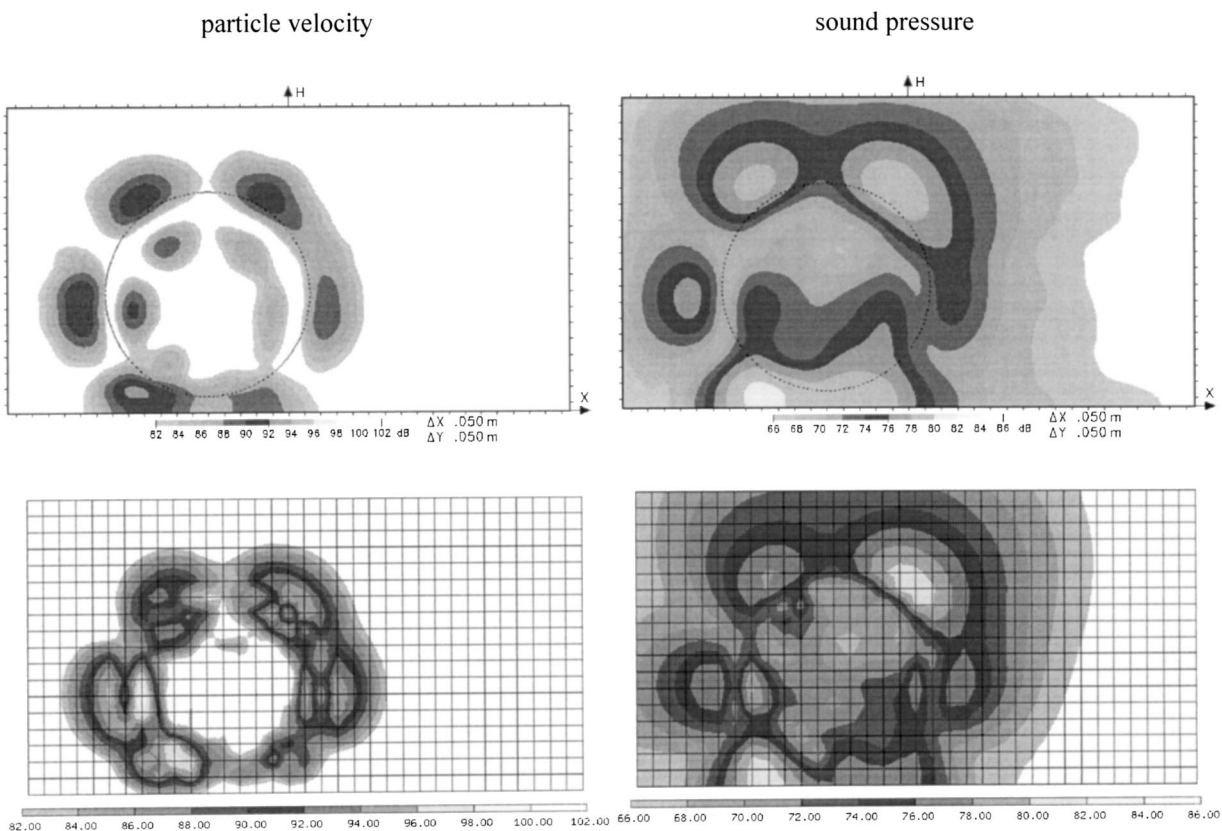 particle velocity
sound pressure
H
H
X
X
82 84 86 88 90 92 94 96 98 100 102 dB
ΔX .050 m
ΔY .050 m
66 68 70 72 74 76 78 80 82 84 86 dB
ΔX .050 m
ΔY .050 m
82.00 84.00 86.00 88.00 90.00 92.00 94.00 96.00 98.00 100.00 102.00
66.00 70.00 72.00 74.00 76.00 78.00 80.00 82.00 84.00 86.00